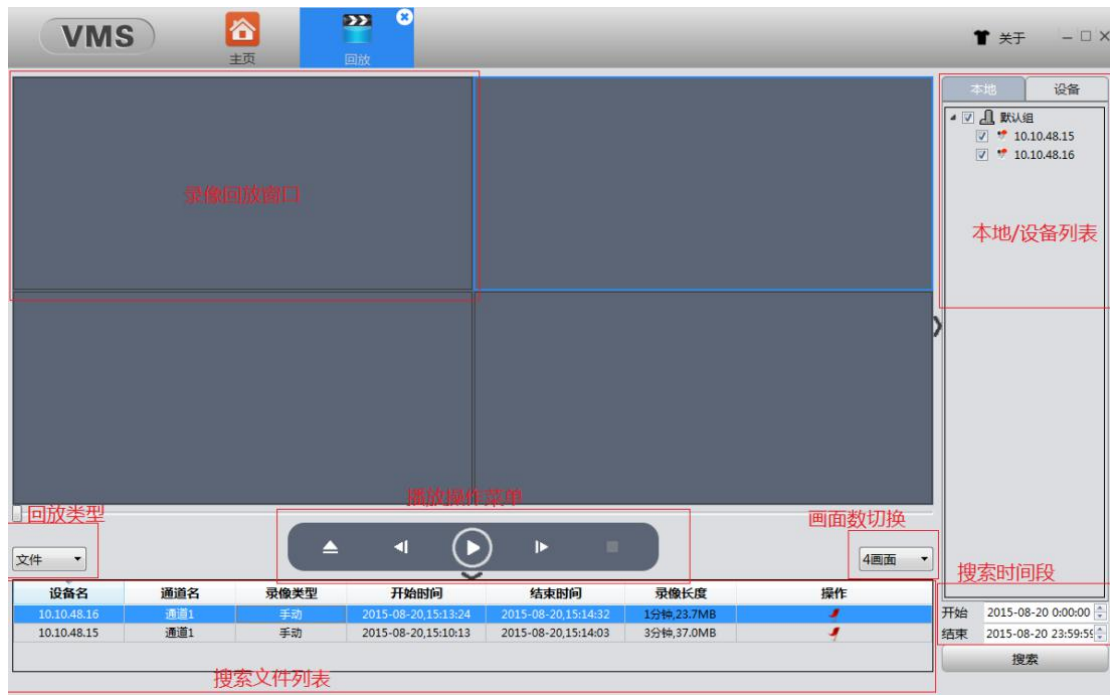 VMS
主页
回放
关于
本地
设备
默认组
10.10.48.15
10.10.48.16
录像回放窗口
本地/设备列表
播放操作菜单
回放类型
画面数切换
文件
4画面
搜索时间段
设备名 通道名 录像类型 开始时间 结束时间 录像长度 操作
10.10.48.16 通道1 手动 2015-08-20,15:13:24 2015-08-20,15:14:32 1分钟,23.7MB
10.10.48.15 通道1 手动 2015-08-20,15:10:13 2015-08-20,15:14:03 3分钟,37.0MB
开始 2015-08-20 0:00:00
结束 2015-08-20 23:59:59
搜索
搜索文件列表